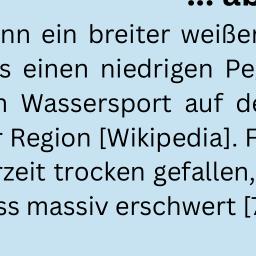 ... ab
nn ein breiter weißer
s einen niedrigen Pe
n Wassersport auf de
r Region [Wikipedia]. F
rzeit trocken gefallen,
ss massiv erschwert [7